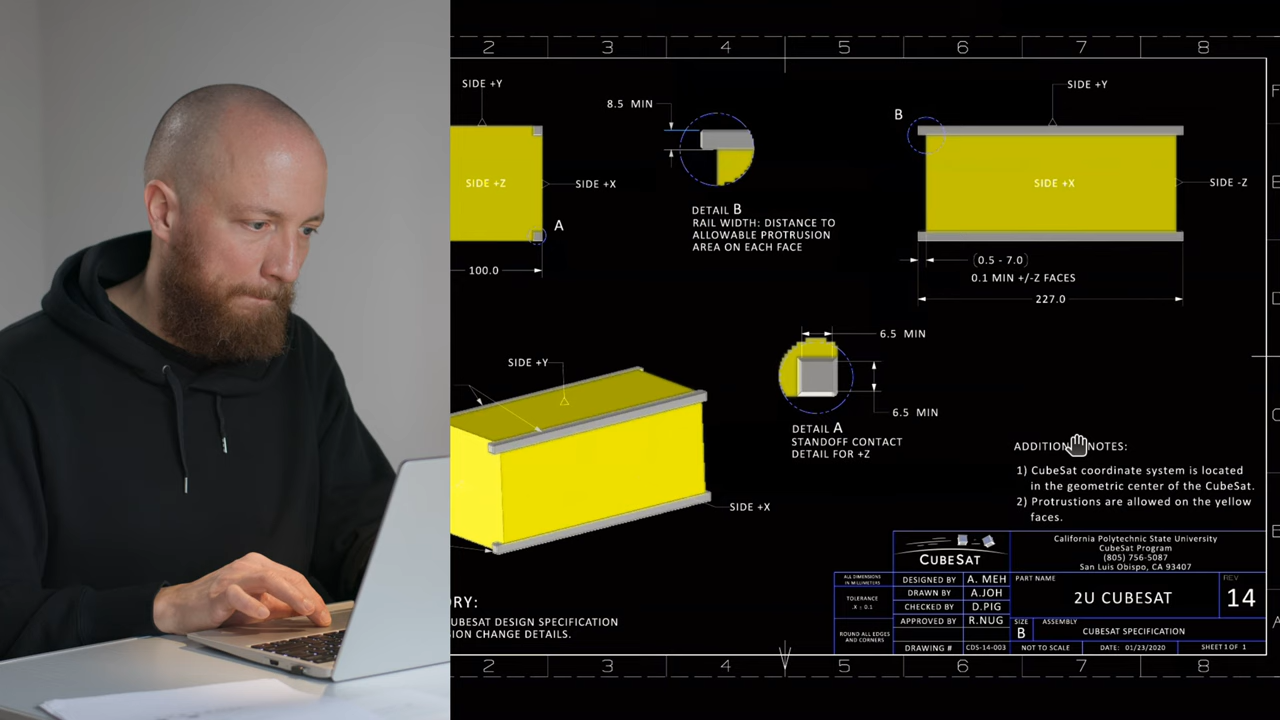 2 3 4 5 6 7 8
SIDE +Y
SIDE +Z
SIDE +X
A
100.0
8.5 MIN
DETAIL B
RAIL WIDTH: DISTANCE TO
ALLOWABLE PROTRUSION
AREA ON EACH FACE
SIDE +Y
B
SIDE +X
SIDE -Z
(0.5 - 7.0)
0.1 MIN +/-Z FACES
227.0
6.5 MIN
6.5 MIN
DETAIL A
STANDOFF CONTACT
DETAIL FOR +Z
SIDE +Y
SIDE +X
RY:
UBESAT DESIGN SPECIFICATION
ION CHANGE DETAILS.
NOTES:
1) CubeSat coordinate system is located
in the geometric center of the CubeSat.
2) Protrustions are allowed on the yellow
faces.
CUBESAT
California Polytechnic State University
CubeSat Program
(805) 756-5087
San Luis Obispo, CA 93407
ALL DIMENSIONS
IN MILLIMETERS
TOLERANCE
.X ± 0.1
ROUND ALL EDGES
AND CORNERS
DESIGNED BY A. MEH
DRAWN BY A.JOH
CHECKED BY D.PIG
APPROVED BY R.NUG
DRAWING # CDS-14-003
PART NAME
2U CUBESAT
REV
14
SIZE
B
ASSEMBLY
CUBESAT SPECIFICATION
NOT TO SCALE DATE: 01/23/2020 SHEET 1 OF 1
2 3 4 5 6 7 8